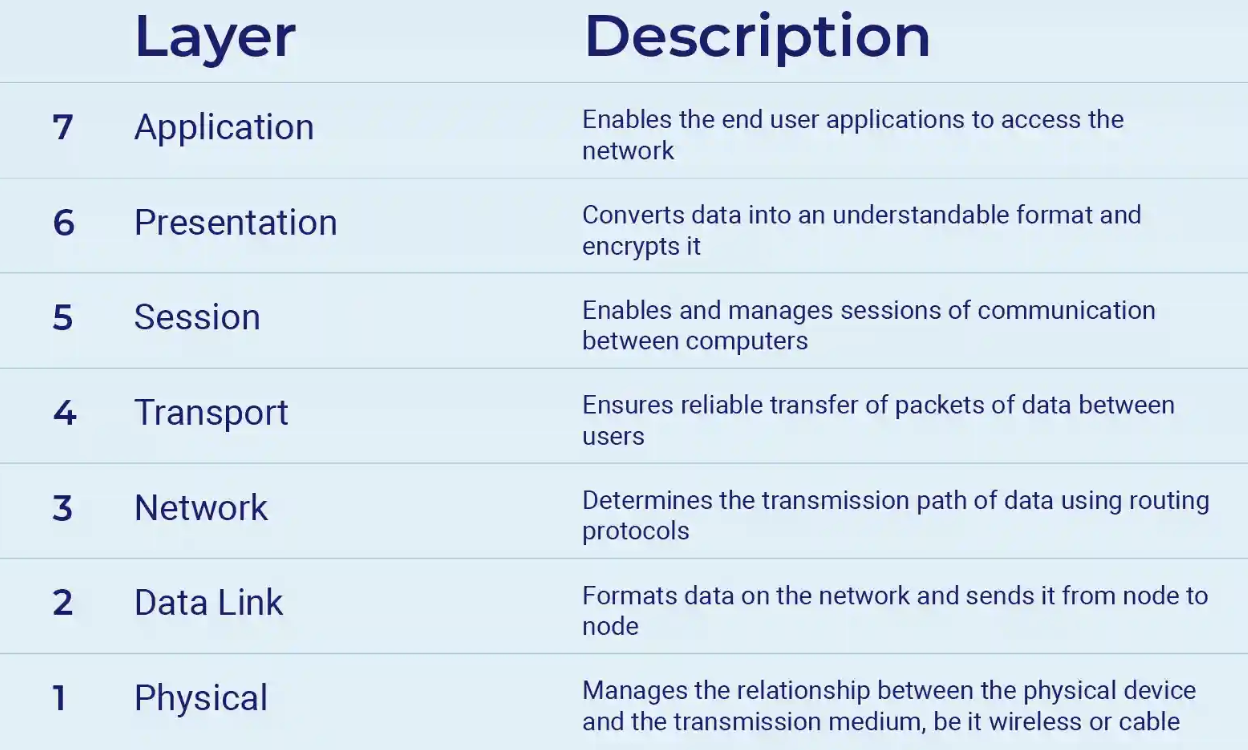 Layer Description
7 Application Enables the end user applications to access the
network
6 Presentation Converts data into an understandable format and
encrypts it
5 Session Enables and manages sessions of communication
between computers
4 Transport Ensures reliable transfer of packets of data between
users
3 Network Determines the transmission path of data using routing
protocols
2 Data Link Formats data on the network and sends it from node to
node
1 Physical Manages the relationship between the physical device
and the transmission medium, be it wireless or cable